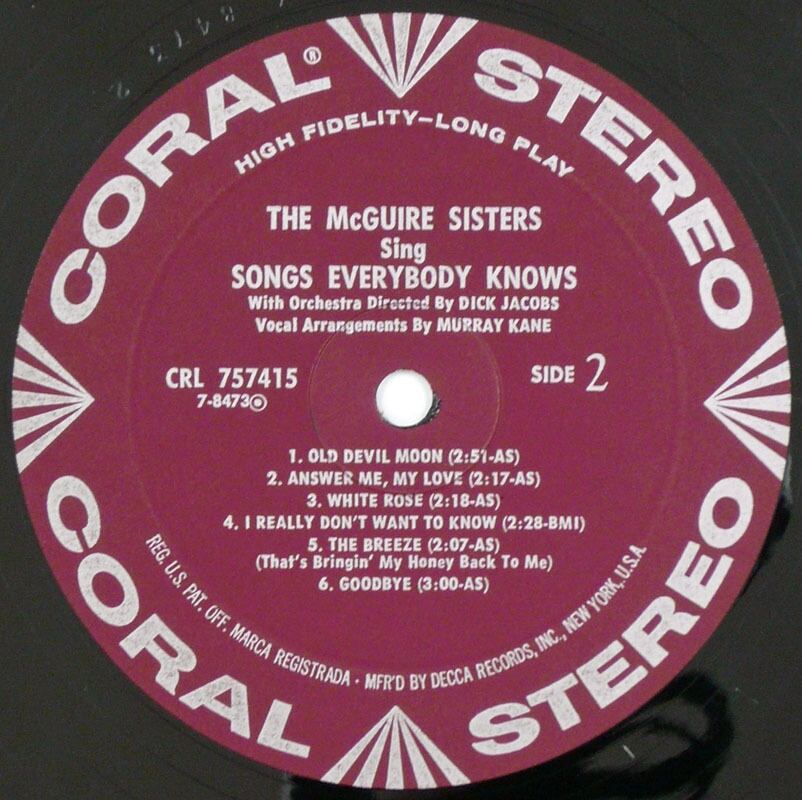 CORAL®
STEREO
HIGH FIDELITY—LONG PLAY
THE McGUIRE SISTERS
Sing
SONGS EVERYBODY KNOWS
With Orchestra Directed By DICK JACOBS
Vocal Arrangements By MURRAY KANE
CRL 757415
SIDE 2
7-8473
1. OLD DEVIL MOON (2:51-AS)
2. ANSWER ME, MY LOVE (2:17-AS)
3. WHITE ROSE (2:18-AS)
4. I REALLY DON'T WANT TO KNOW (2:28-BMI)
5. THE BREEZE (2:07-AS)
(That's Bringin' My Honey Back To Me)
6. GOODBYE (3:00-AS)
REG. U.S. PAT. OFF. MARCA REGISTRADA · MFR'D BY DECCA RECORDS, INC., NEW YORK, U.S.A.
CORAL
STEREO